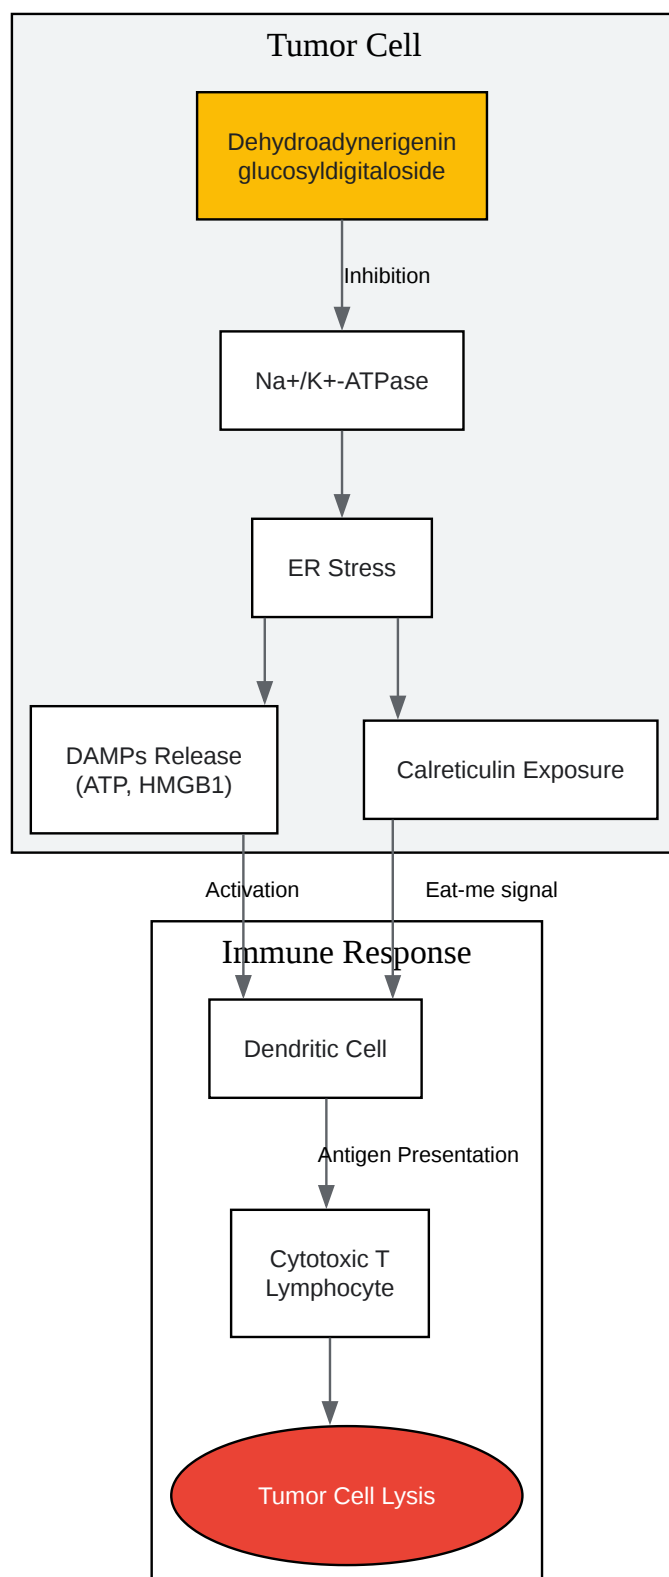 Tumor Cell
Dehydroadynerigenin
glucosyldigitaloside
Inhibition
Na+/K+-ATPase
ER Stress
DAMPs Release
(ATP, HMGB1)
Calreticulin Exposure
Activation
Eat-me signal
Immune Response
Dendritic Cell
Antigen Presentation
Cytotoxic T
Lymphocyte
Tumor Cell Lysis